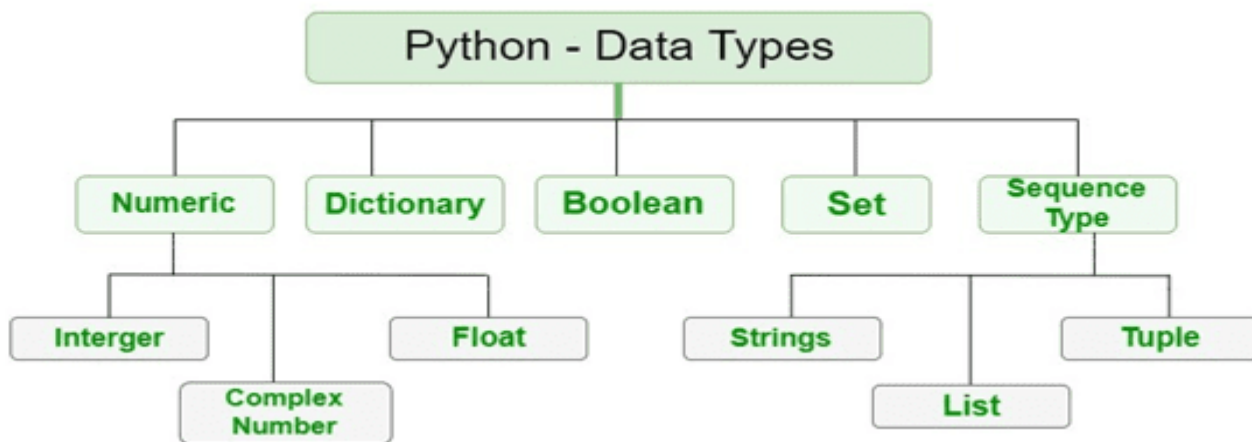 Python - Data Types
Numeric
Dictionary
Boolean
Set
Sequence
Type
Interger
Float
Strings
Tuple
Complex
Number
List